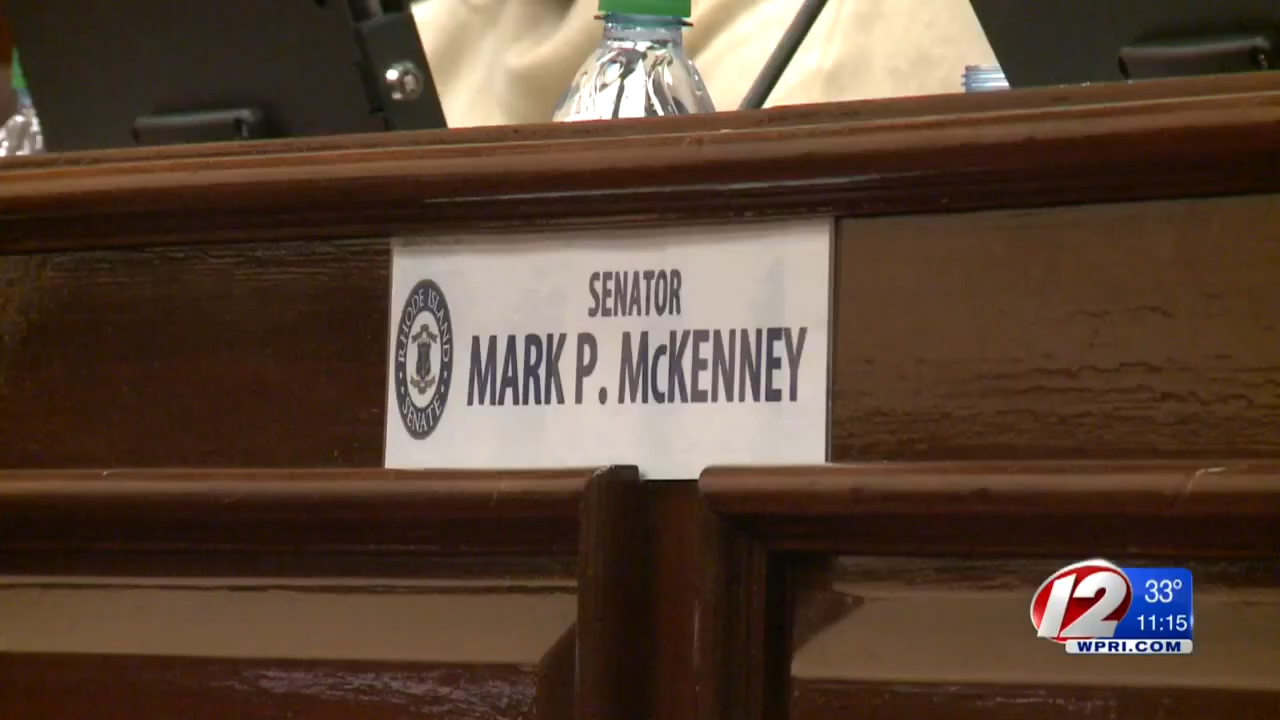 SENATOR
MARK P. McKENNEY
RHODE ISLAND
SENATE
12
33°
11:15
WPRI.COM